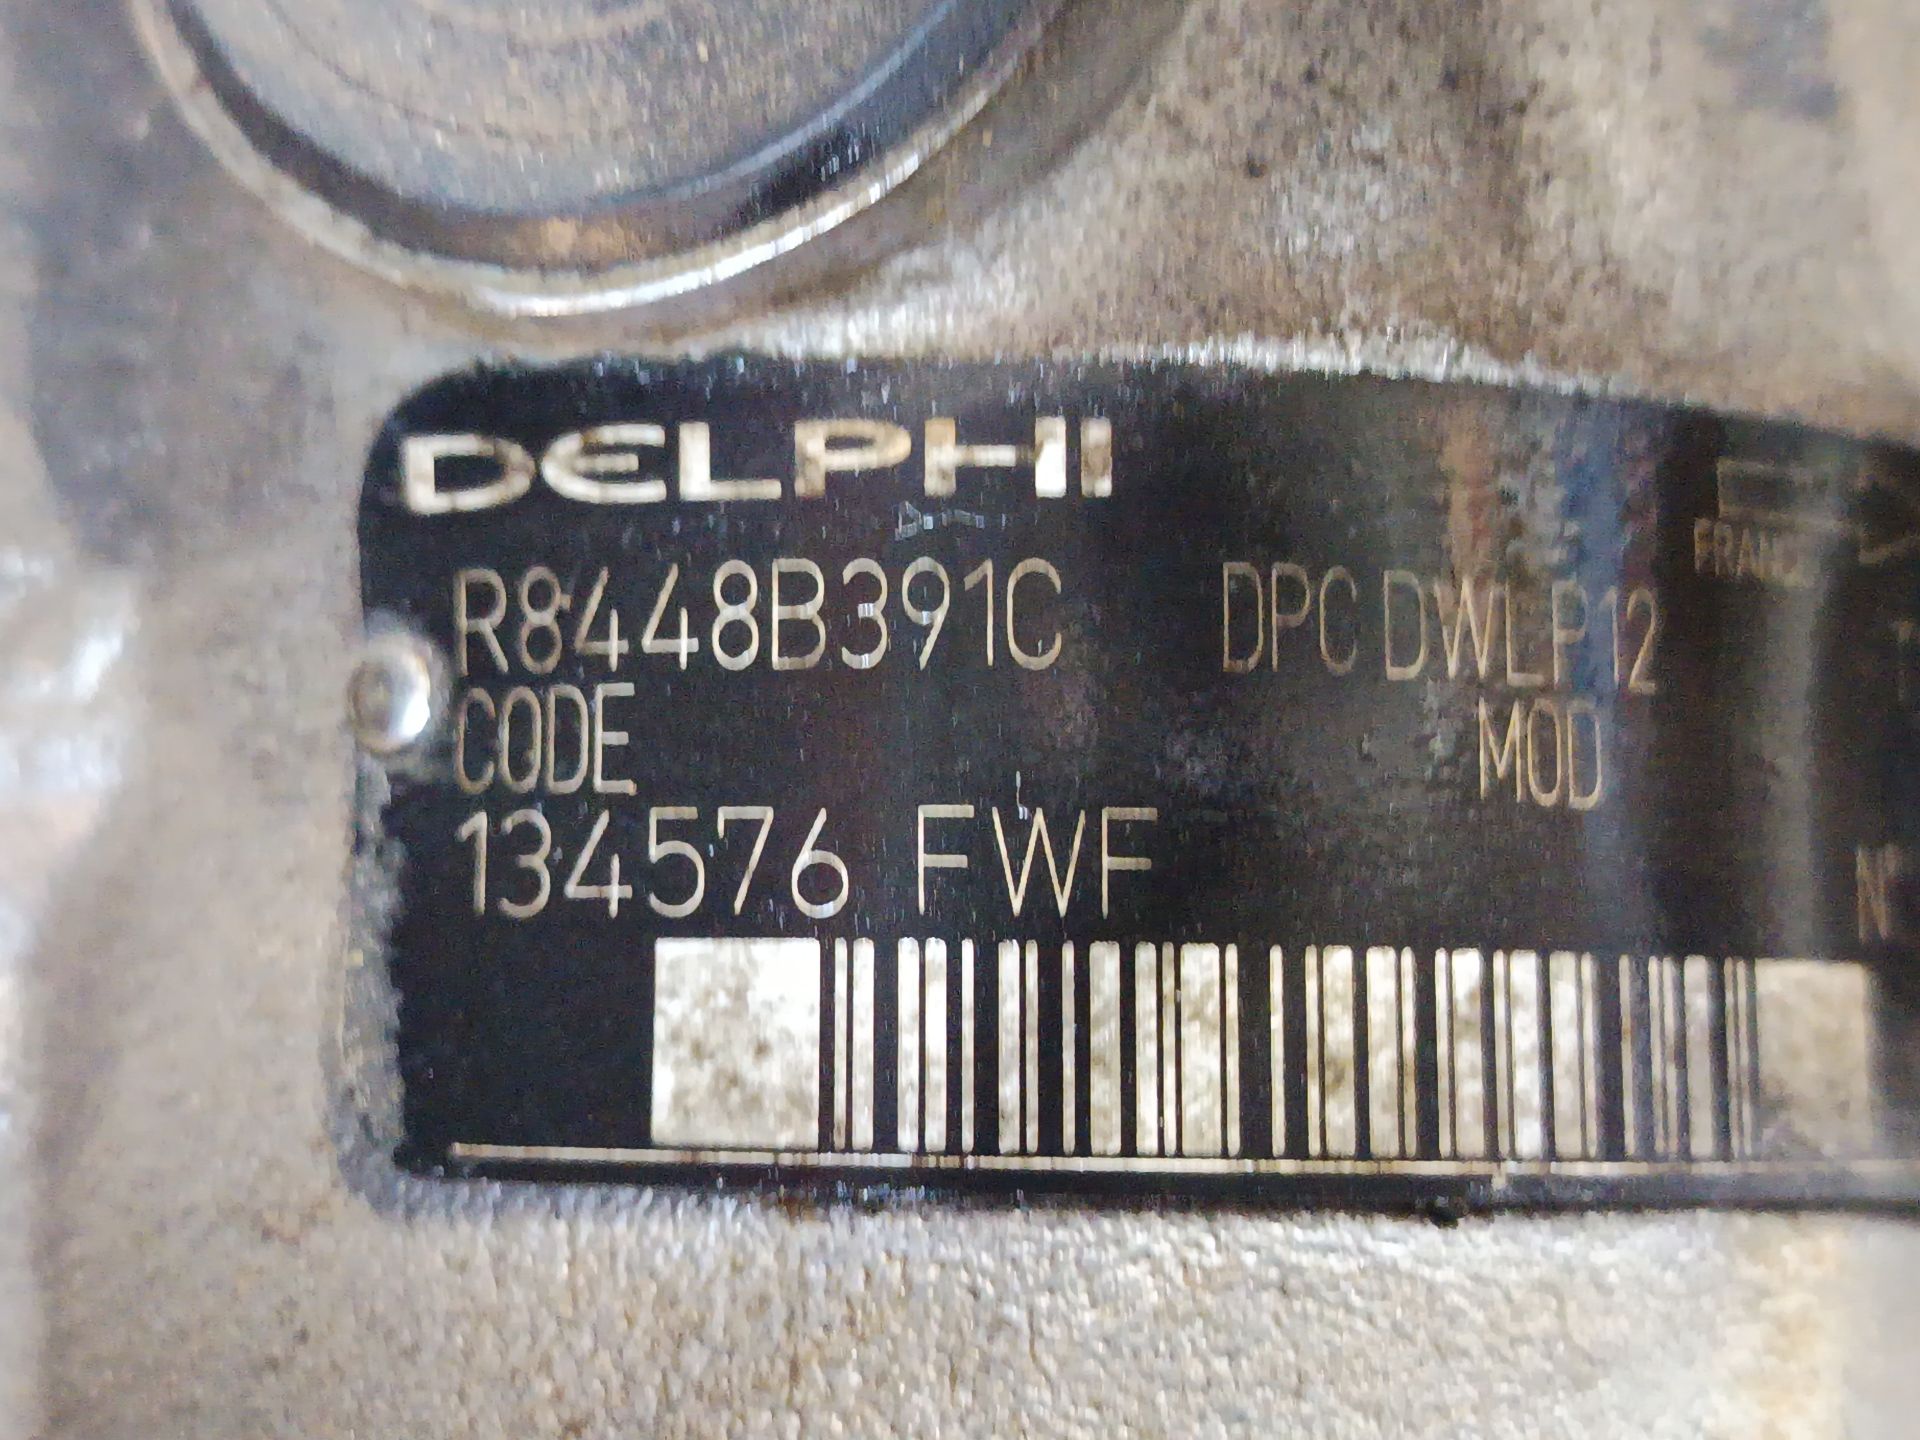 DELPHI
R8448B391C DPC DWLP12
CODE MOD
134576 FWF